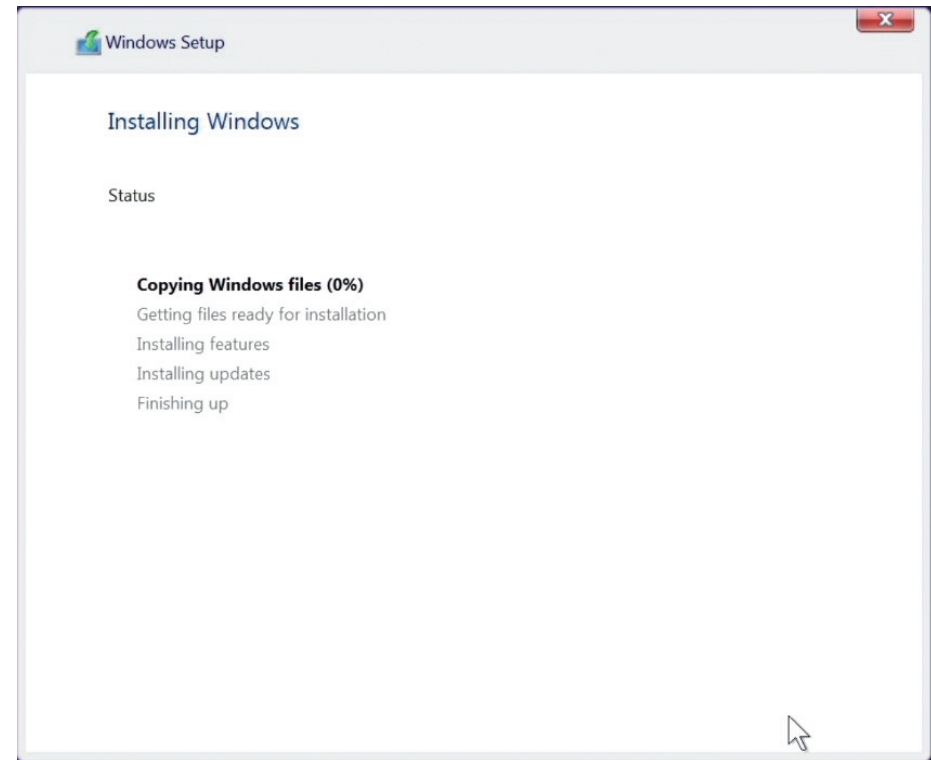 Windows Setup
Installing Windows
Status
Copying Windows files (0%)
Getting files ready for installation
Installing features
Installing updates
Finishing up